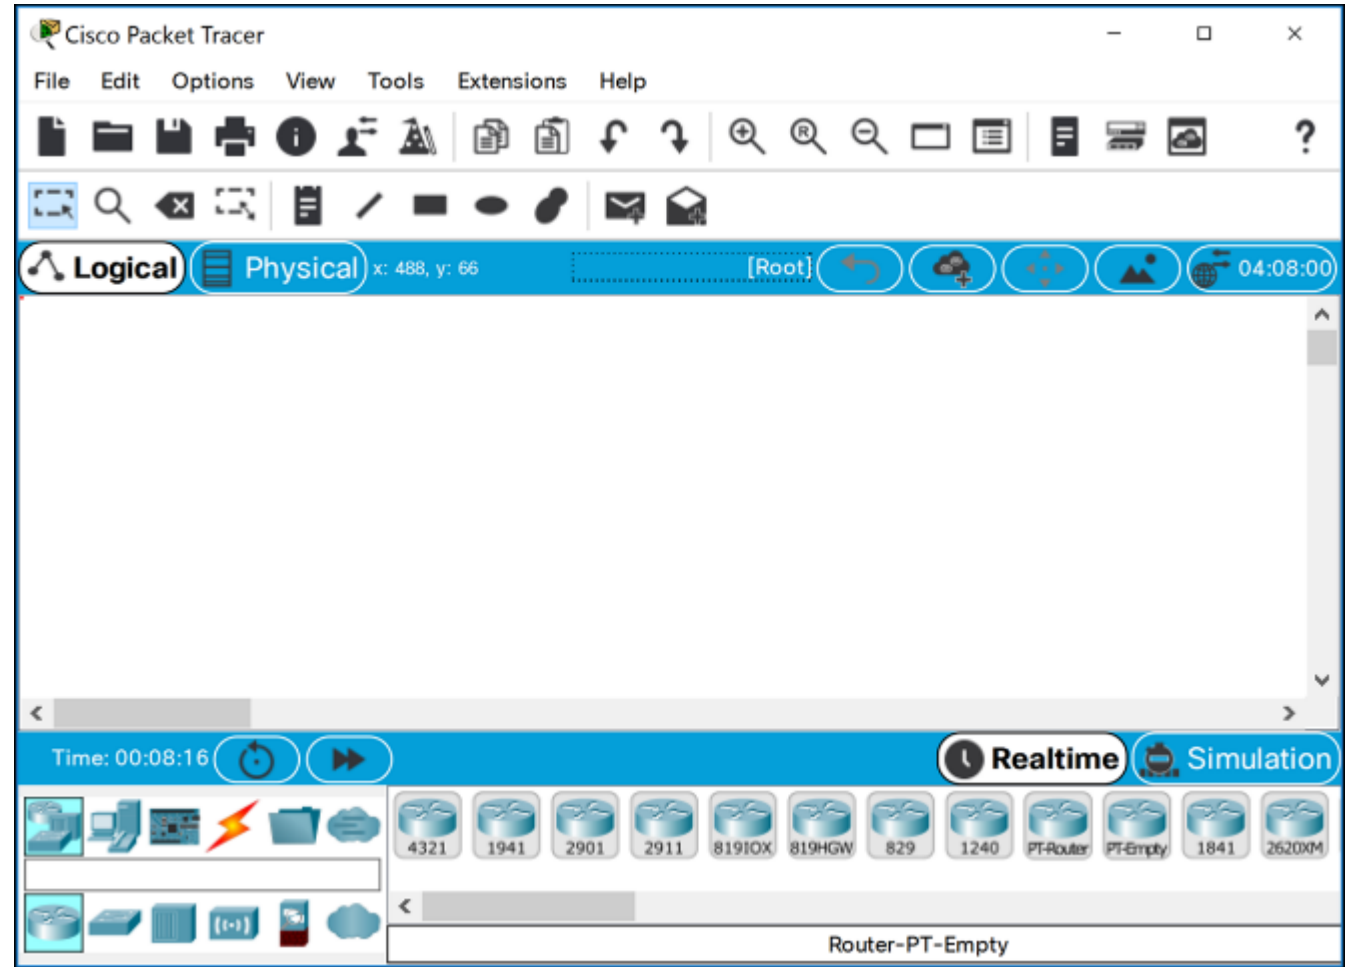 Cisco Packet Tracer
File Edit Options View Tools Extensions Help
Logical Physical x: 488, y: 66 [Root] 04:08:00
Time: 00:08:16 Realtime Simulation
4321 1941 2901 2911 819IOX 819HGW 829 1240 PT-Router PT-Empty 1841 2620XM
Router-PT-Empty